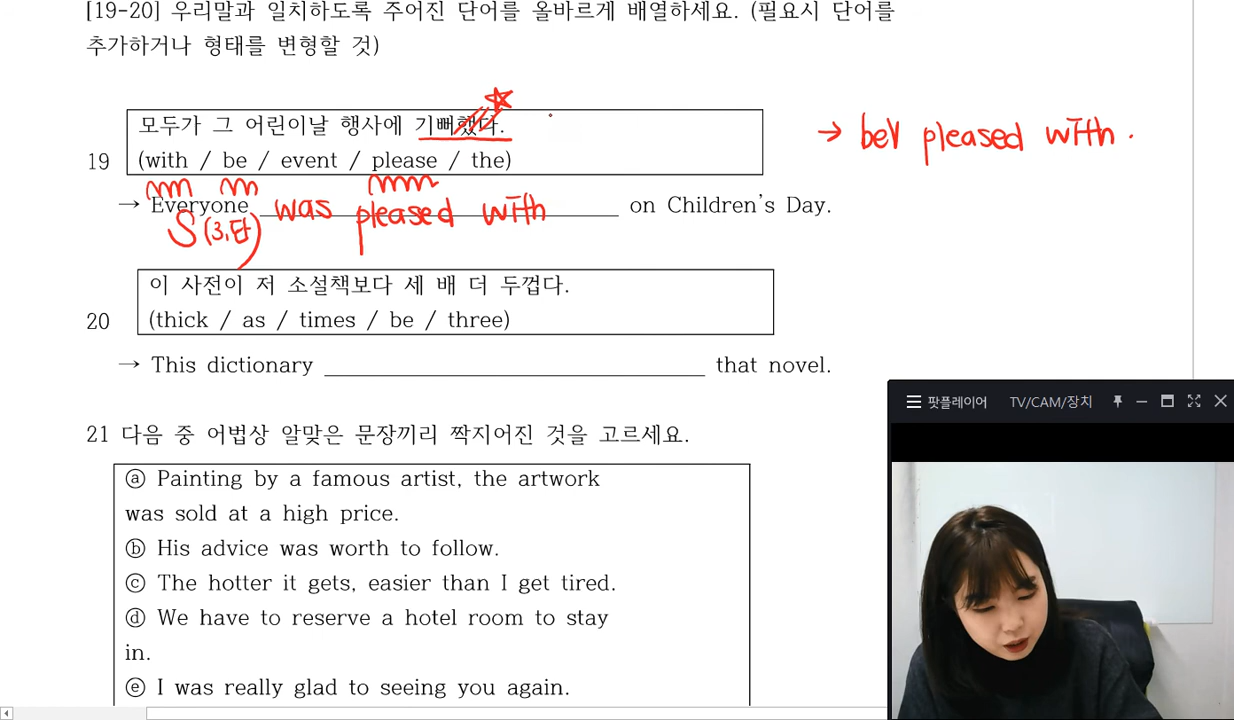 [19-20] 우리말과 일치하도록 주어진 단어를 올바르게 배열하세요. (필요시 단어를
추가하거나 형태를 변형할 것)
모두가 그 어린이날 행사에 기뻐했다.
→ be동 pleased with.
19 (with / be / event / please / the)
→ Everyone was pleased with on Children's Day.
S (3,단)
이 사전이 저 소설책보다 세 배 더 두껍다.
20 (thick / as / times / be / three)
→ This dictionary ______ that novel.
팟플레이어 TV/CAM/장치
21 다음 중 어법상 알맞은 문장끼리 짝지어진 것을 고르세요.
ⓐ Painting by a famous artist, the artwork
was sold at a high price.
ⓑ His advice was worth to follow.
ⓒ The hotter it gets, easier than I get tired.
ⓓ We have to reserve a hotel room to stay
in.
ⓔ I was really glad to seeing you again.